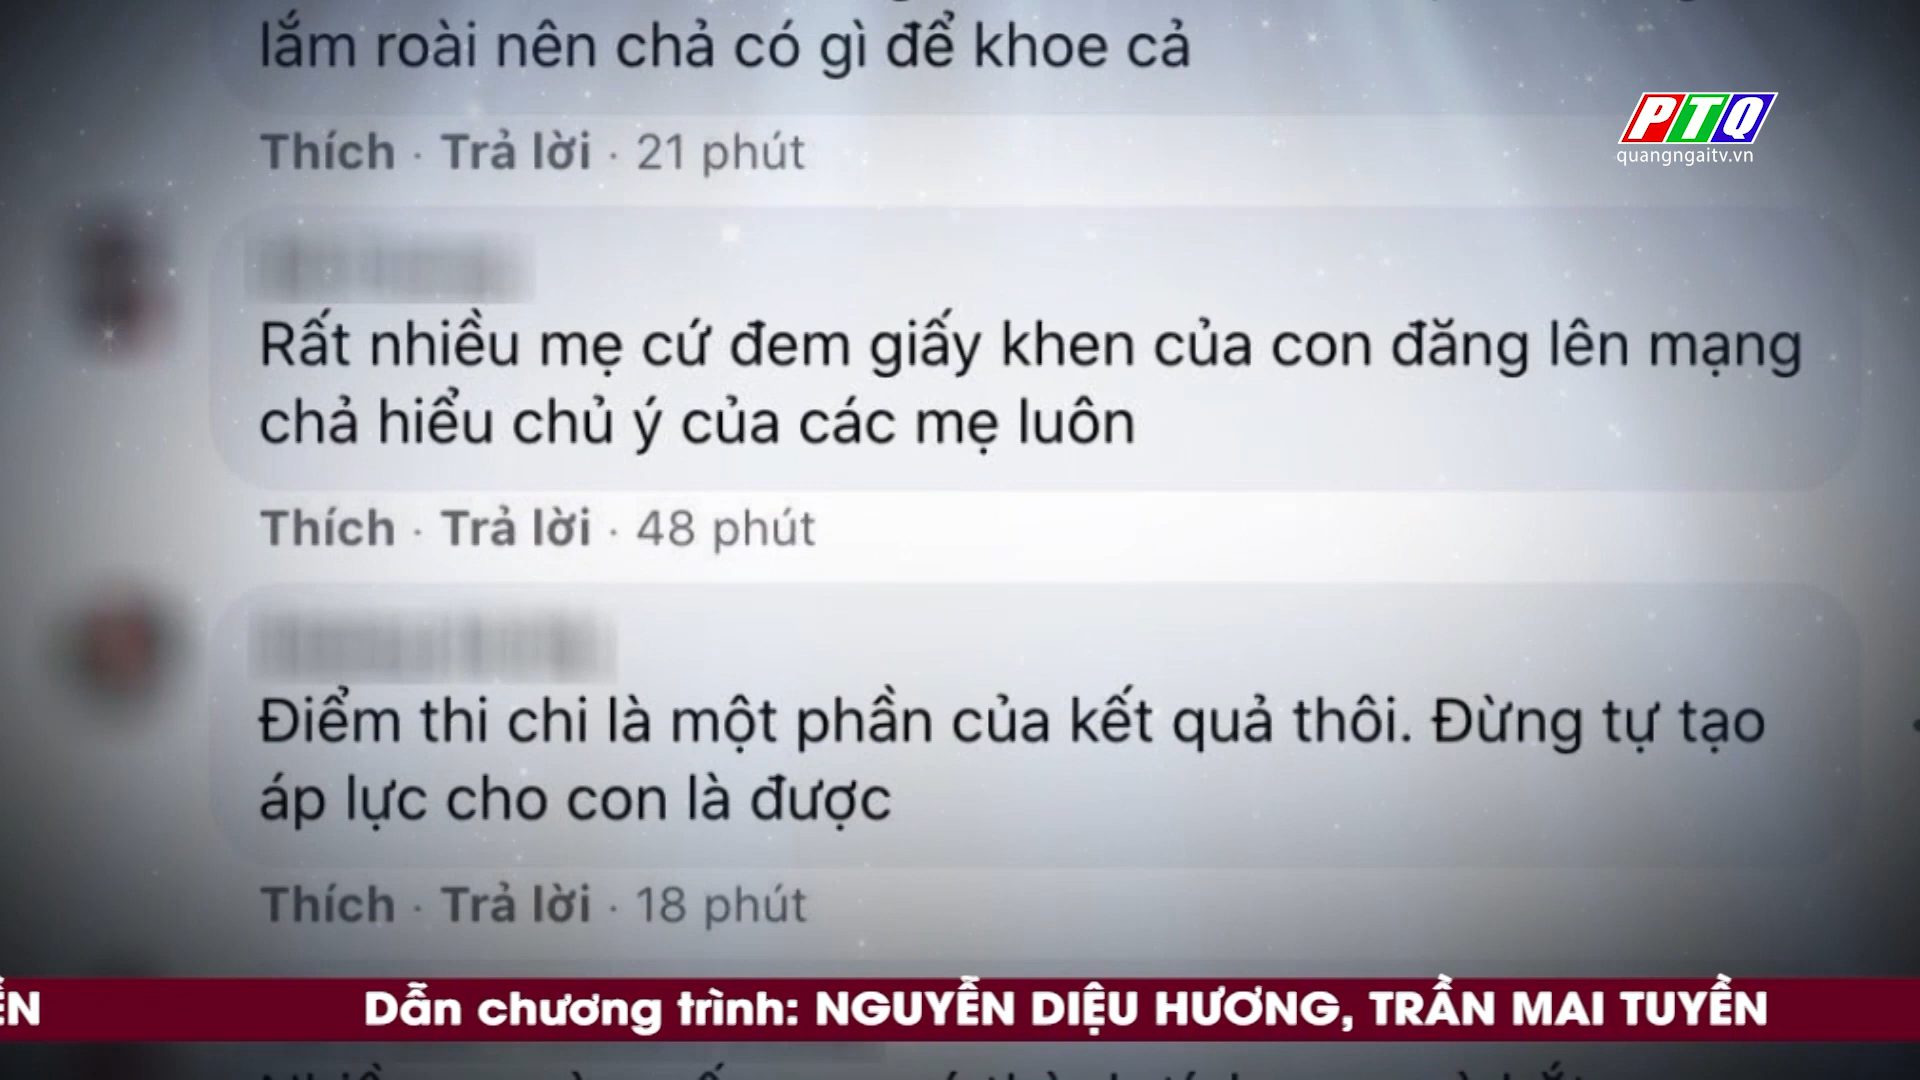 lắm roài nên chả có gì để khoe cả
PTQ
quangngaitv.vn
Thích · Trả lời · 21 phút
Rất nhiều mẹ cứ đem giấy khen của con đăng lên mạng
chả hiểu chủ ý của các mẹ luôn
Thích · Trả lời · 48 phút
Điểm thi chi là một phần của kết quả thôi. Đừng tự tạo
áp lực cho con là được
Thích · Trả lời · 18 phút
Dẫn chương trình: NGUYỄN DIỆU HƯƠNG, TRẦN MAI TUYỀN